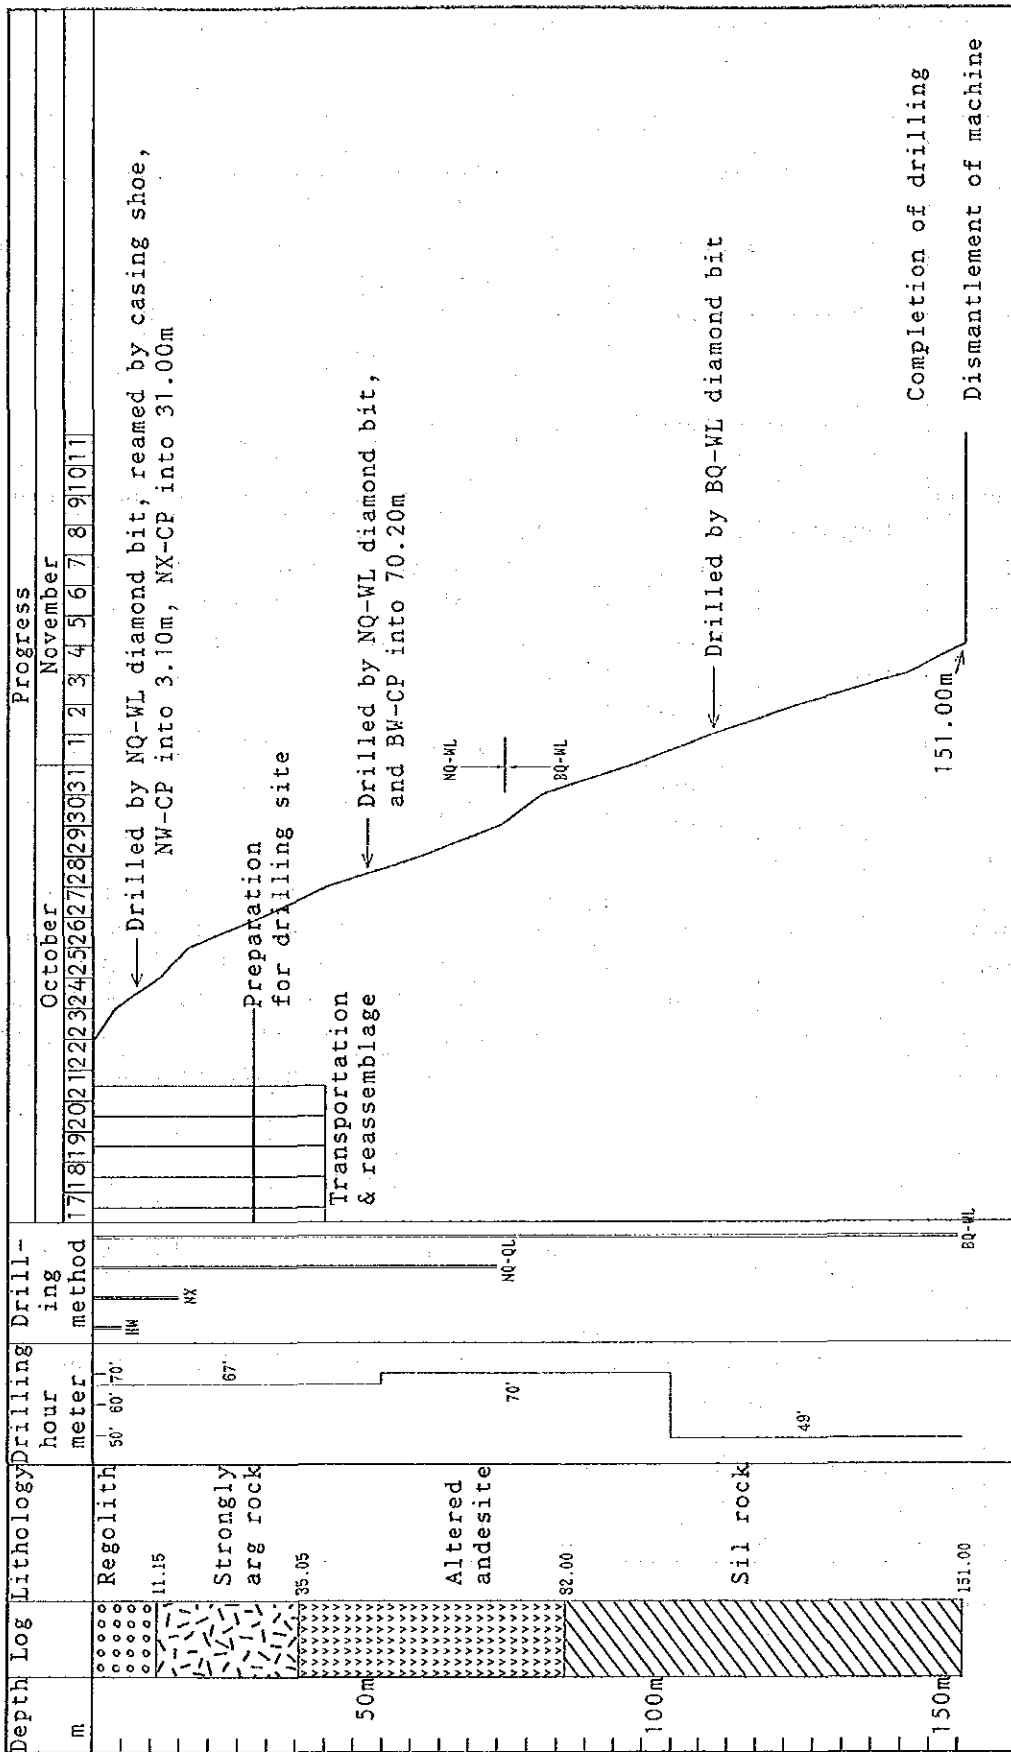 Depth
Log
Lithology
Drilling
hour
meter
Drill-
ing
method
Progress
October
November
m
17 18 19 20 21 22 23 24 25 26 27 28 29 30 31 1 2 3 4 5 6 7 8 9 10 11
50m
100m
150m
Regolith
11.15
Strongly
arg rock
35.05
Altered
andesite
82.00
Sil rock
151.00
50' 60' 70'
67'
70'
49'
NW
NX
NQ-QL
BQ-WL
Drilled by NQ-WL diamond bit, reamed by casing shoe,
NW-CP into 3.10m, NX-CP into 31.00m
Preparation
for drilling site
Transportation
& reassemblage
Drilled by NQ-WL diamond bit,
and BW-CP into 70.20m
NQ-WL
BQ-WL
Drilled by BQ-WL diamond bit
151.00m
Completion of drilling
Dismantlement of machine